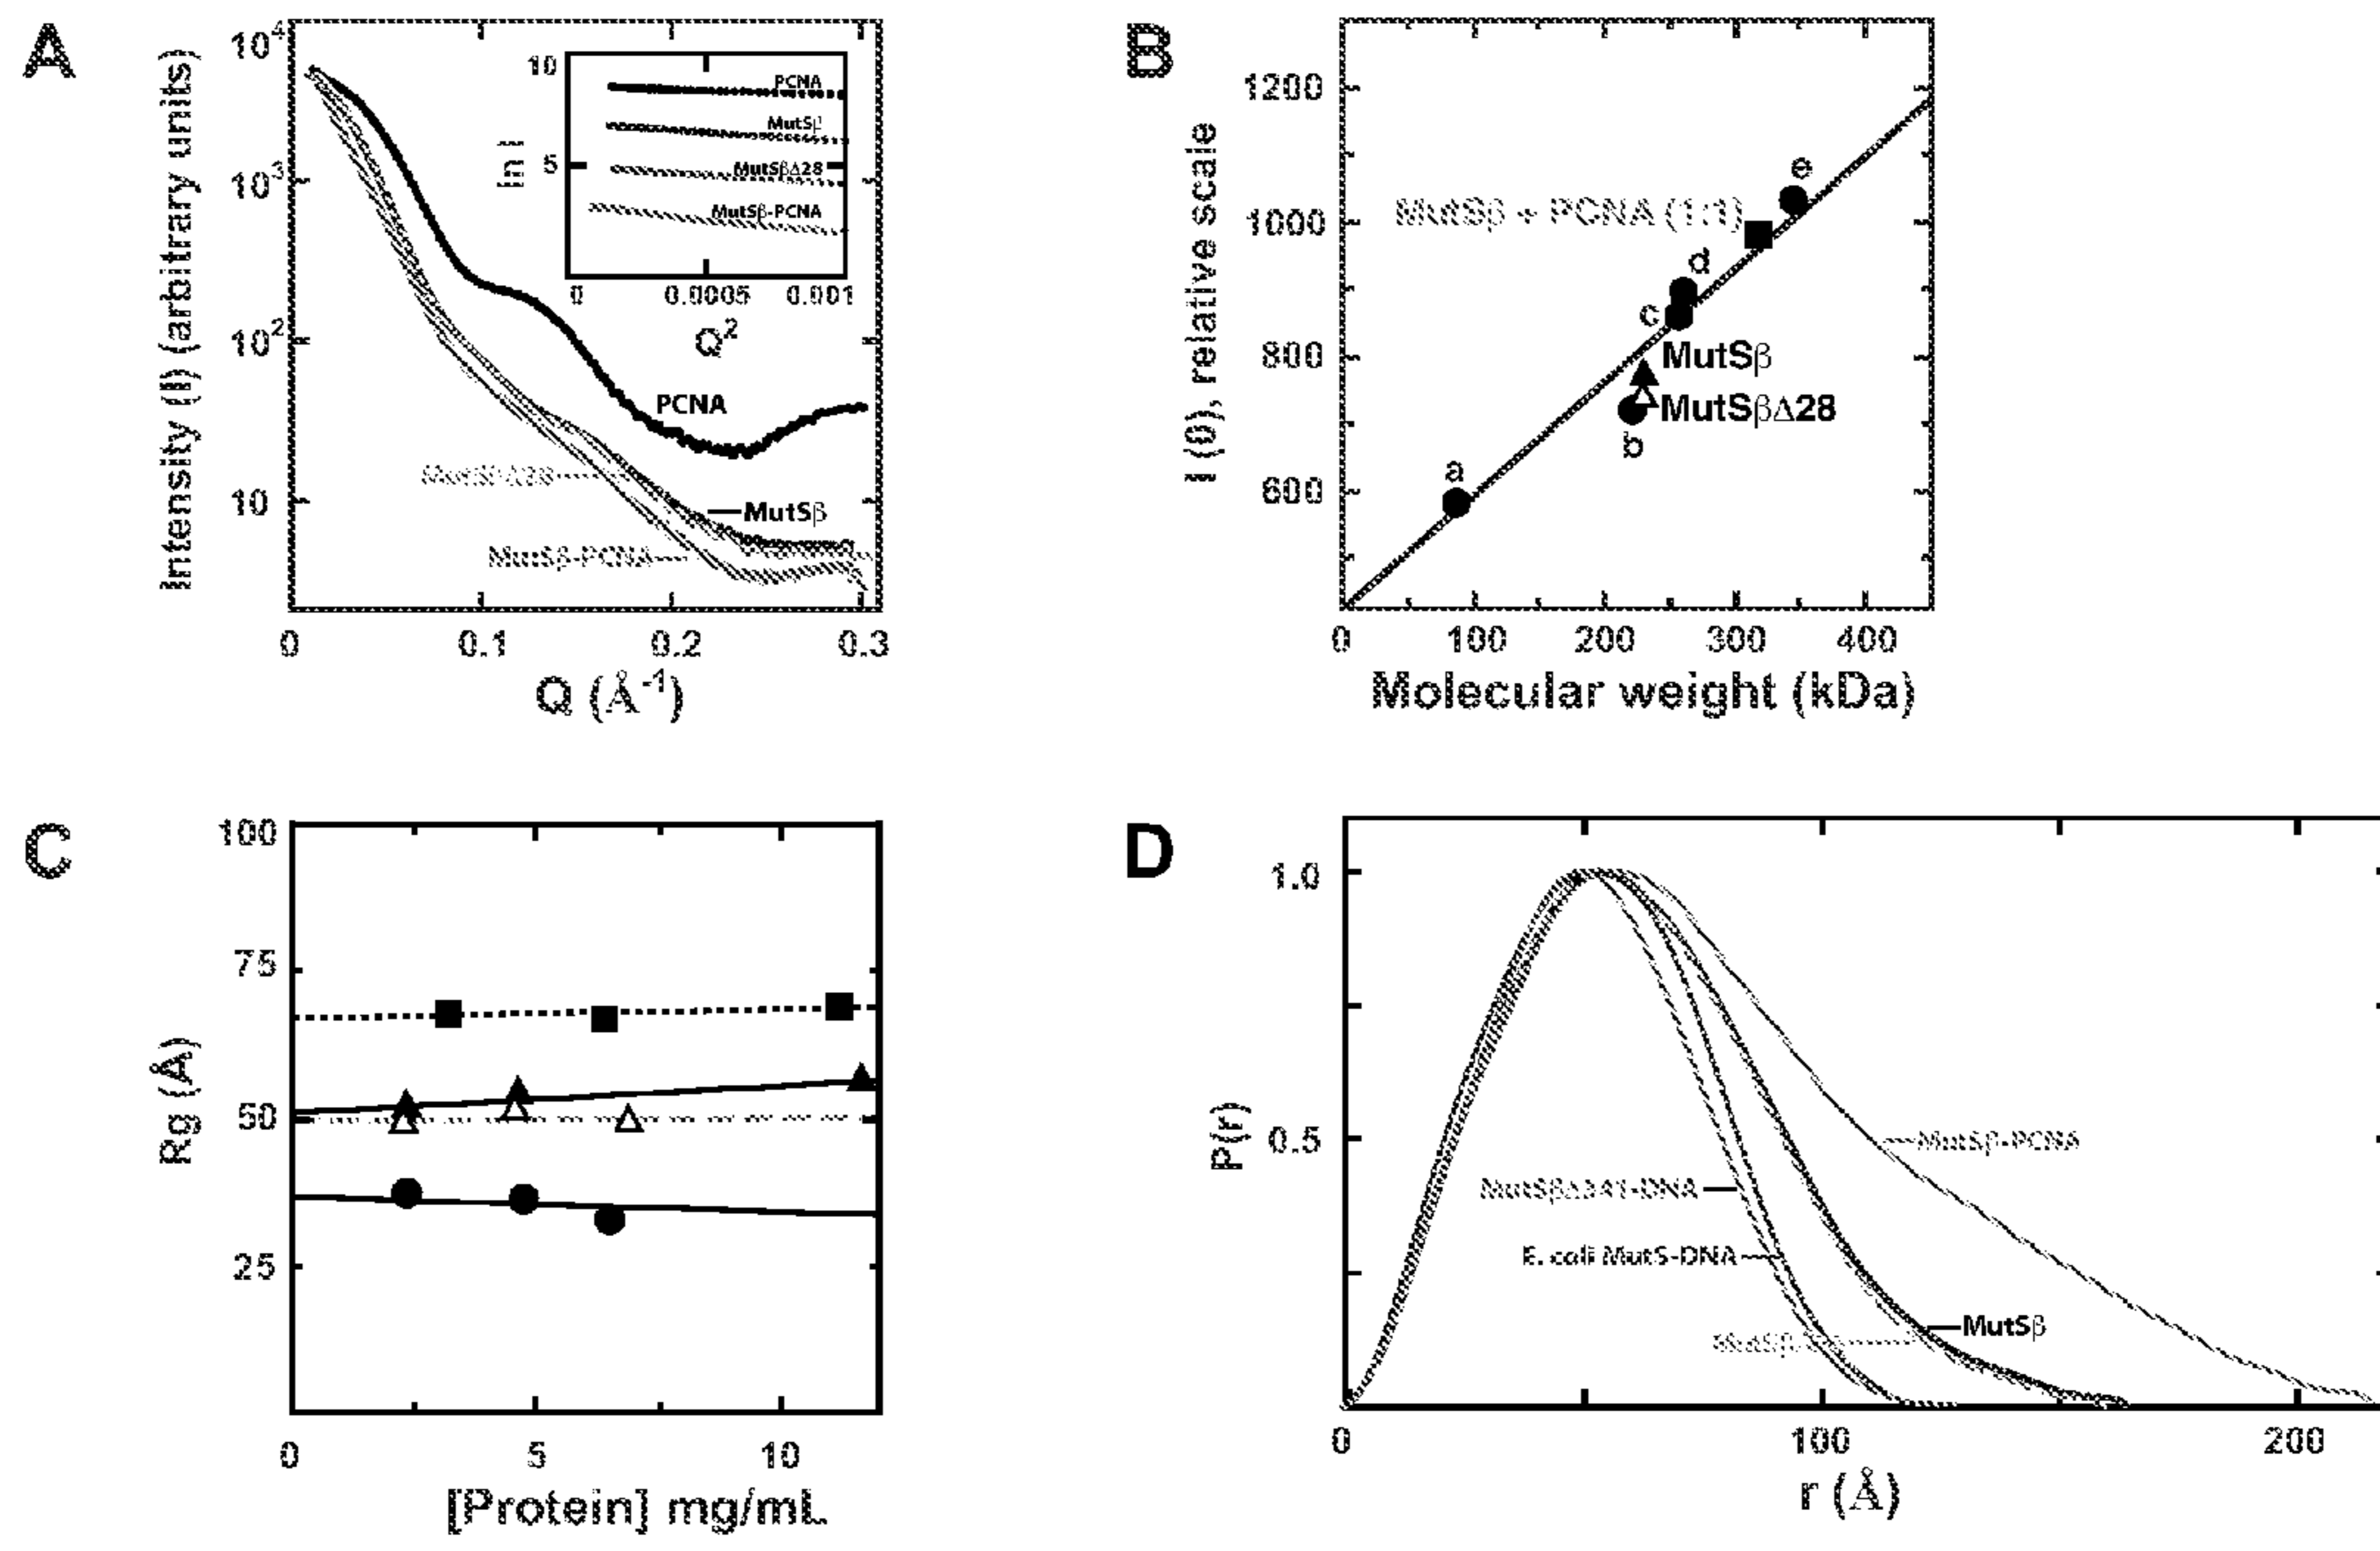 A
Intensity (I) (arbitrary units)
10⁴
10³
10²
10
0
0.1
0.2
0.3
Q (Å⁻¹)
PCNA
MutSβΔ28
MutSβ
MutSβ-PCNA
ln I
10
5
PCNA
MutSβ
MutSβΔ28
MutSβ-PCNA
0
0.0005
0.001
Q²
B
I (0), relative scale
1200
1000
800
600
MutSβ + PCNA (1:1)
a
b
c
d
e
MutSβ
MutSβΔ28
0
100
200
300
400
Molecular weight (kDa)
C
Rg (Å)
100
75
50
25
0
5
10
[Protein] mg/mL
D
P(r)
1.0
0.5
MutSβ-PCNA
MutSβΔ341-DNA
E. coli MutS-DNA
MutSβ
MutSβ
0
100
200
r (Å)